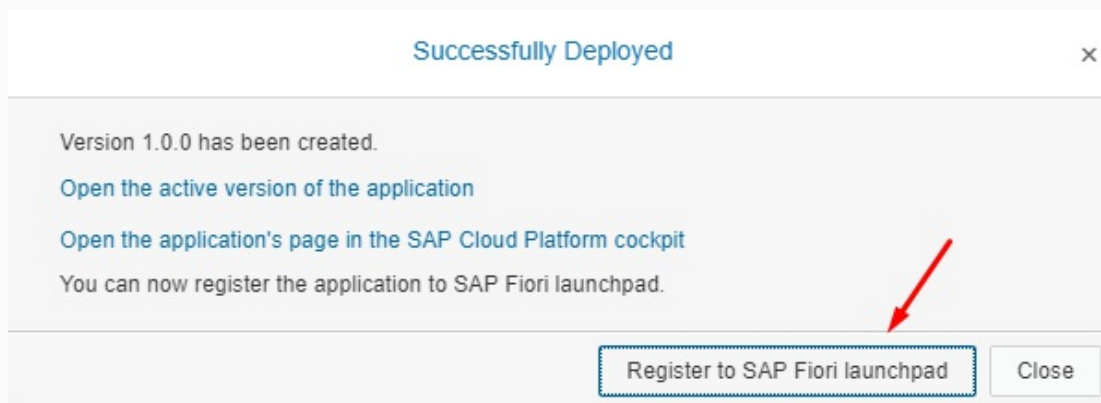 Successfully Deployed
×
Version 1.0.0 has been created.
Open the active version of the application
Open the application's page in the SAP Cloud Platform cockpit
You can now register the application to SAP Fiori launchpad.
Register to SAP Fiori launchpad
Close